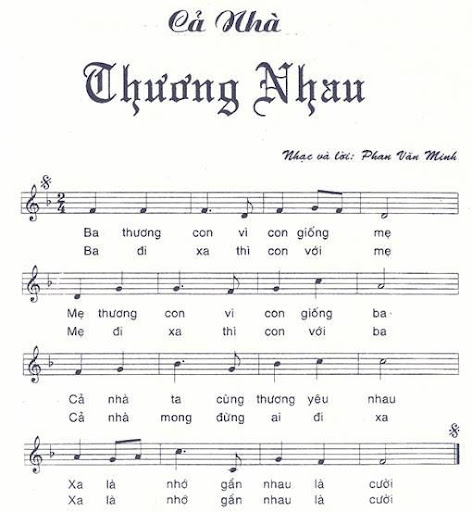 Cả Nhà
Thương Nhau
Nhạc và lời: Phan Văn Minh
2
4
Ba thương con vì con giống mẹ
Ba đi xa thì con với mẹ
Mẹ thương con vì con giống ba
Mẹ đi xa thì con với ba
Cả nhà ta cùng thương yêu nhau
Cả nhà mong đừng ai đi xa
Xa là nhớ gần nhau là cười
Xa là nhớ gần nhau là cười